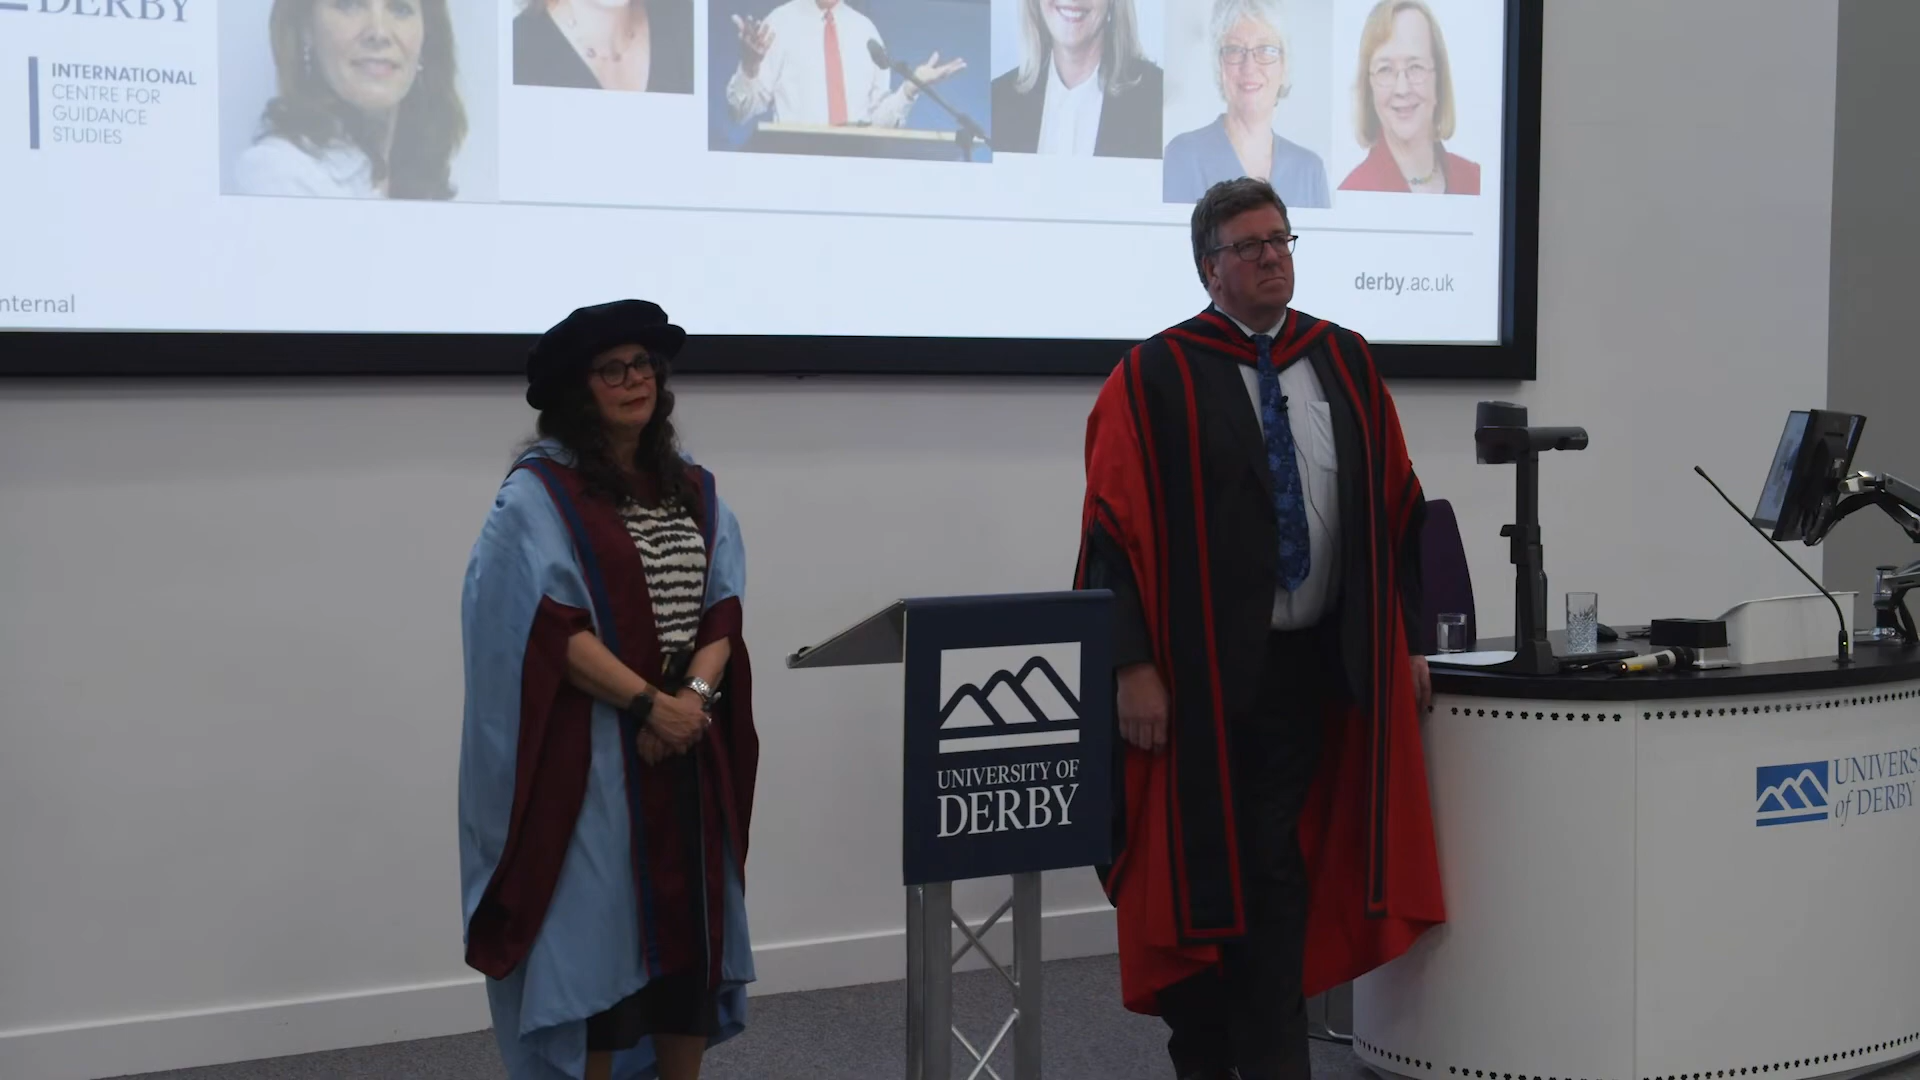 DERBY
INTERNATIONAL
CENTRE FOR
GUIDANCE
STUDIES
derby.ac.uk
nternal
UNIVERSITY OF
DERBY
UNIVERS
of DERBY